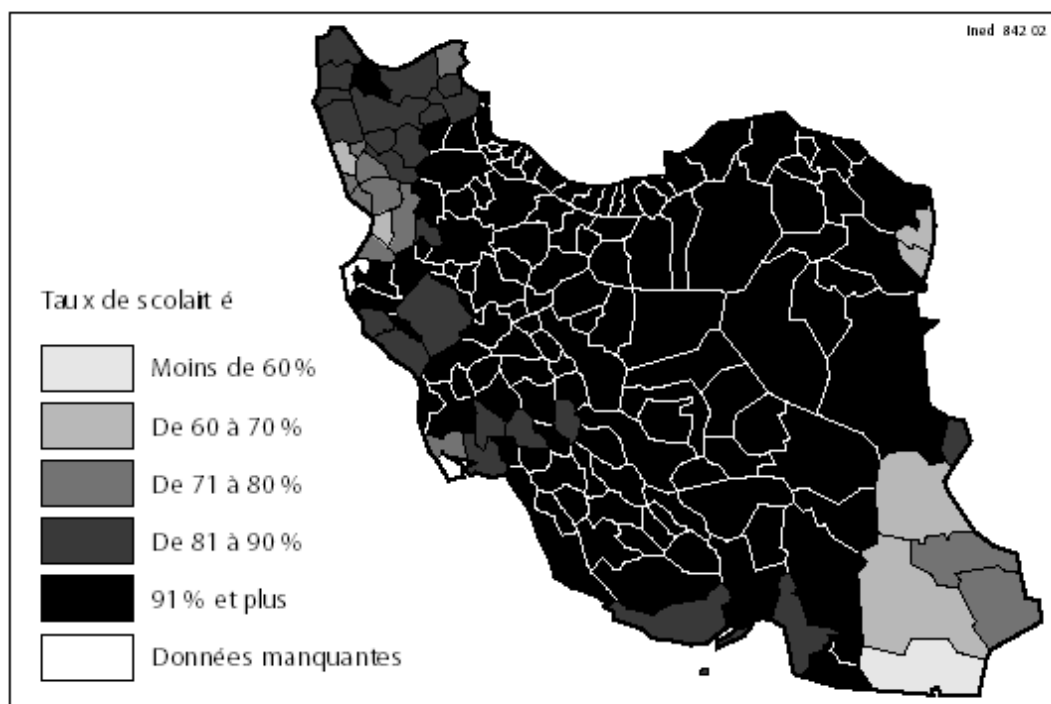 Ined 842 02
Taux de scolait é
Moins de 60 %
De 60 à 70 %
De 71 à 80 %
De 81 à 90 %
91 % et plus
Données manquantes